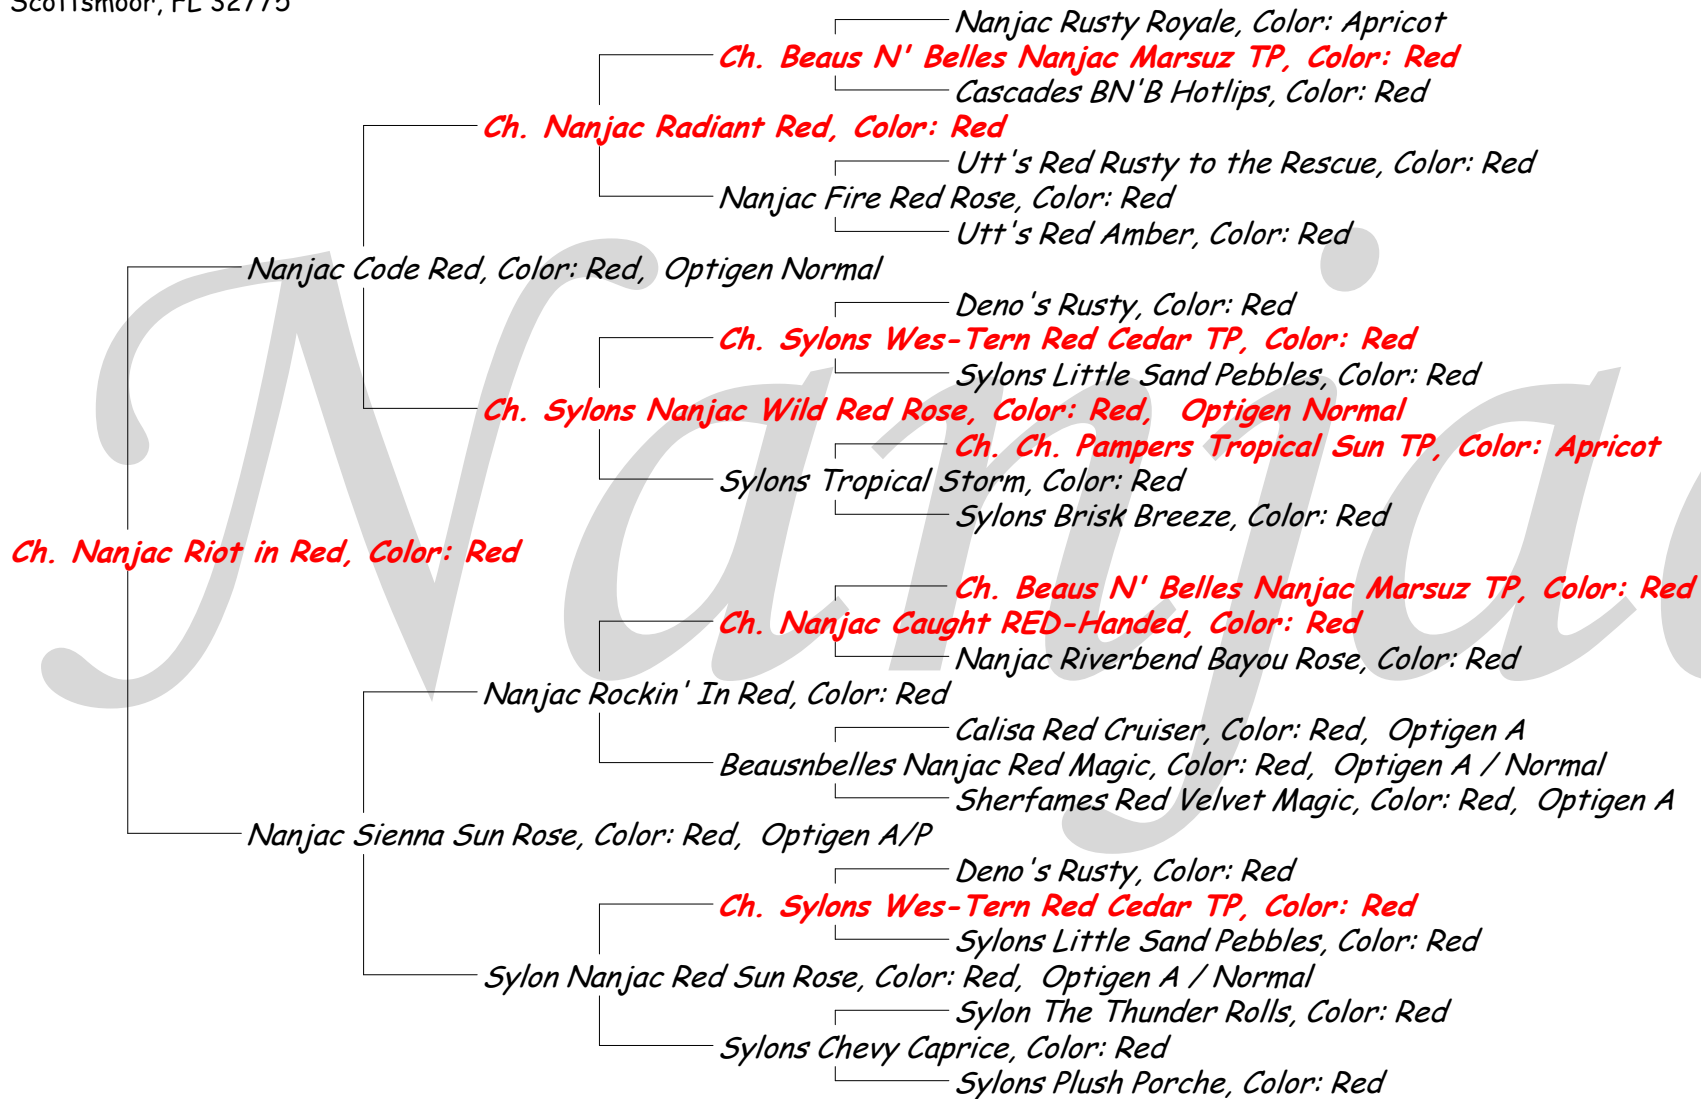 Scottsmoor, FL 32775
Nanjac Rusty Royale, Color: Apricot
Ch. Beaus N' Belles Nanjac Marsuz TP, Color: Red
Cascades BN'B Hotlips, Color: Red
Ch. Nanjac Radiant Red, Color: Red
Utt's Red Rusty to the Rescue, Color: Red
Nanjac Fire Red Rose, Color: Red
Utt's Red Amber, Color: Red
Nanjac Code Red, Color: Red, Optigen Normal
Deno's Rusty, Color: Red
Ch. Sylons Wes-Tern Red Cedar TP, Color: Red
Sylons Little Sand Pebbles, Color: Red
Ch. Sylons Nanjac Wild Red Rose, Color: Red, Optigen Normal
Ch. Ch. Pampers Tropical Sun TP, Color: Apricot
Sylons Tropical Storm, Color: Red
Sylons Brisk Breeze, Color: Red
Ch. Nanjac Riot in Red, Color: Red
Ch. Beaus N' Belles Nanjac Marsuz TP, Color: Red
Ch. Nanjac Caught RED-Handed, Color: Red
Nanjac Riverbend Bayou Rose, Color: Red
Nanjac Rockin' In Red, Color: Red
Calisa Red Cruiser, Color: Red, Optigen A
Beausnbelles Nanjac Red Magic, Color: Red, Optigen A / Normal
Sherfames Red Velvet Magic, Color: Red, Optigen A
Nanjac Sienna Sun Rose, Color: Red, Optigen A/P
Deno's Rusty, Color: Red
Ch. Sylons Wes-Tern Red Cedar TP, Color: Red
Sylons Little Sand Pebbles, Color: Red
Sylon Nanjac Red Sun Rose, Color: Red, Optigen A / Normal
Sylon The Thunder Rolls, Color: Red
Sylons Chevy Caprice, Color: Red
Sylons Plush Porche, Color: Red
Nanjac